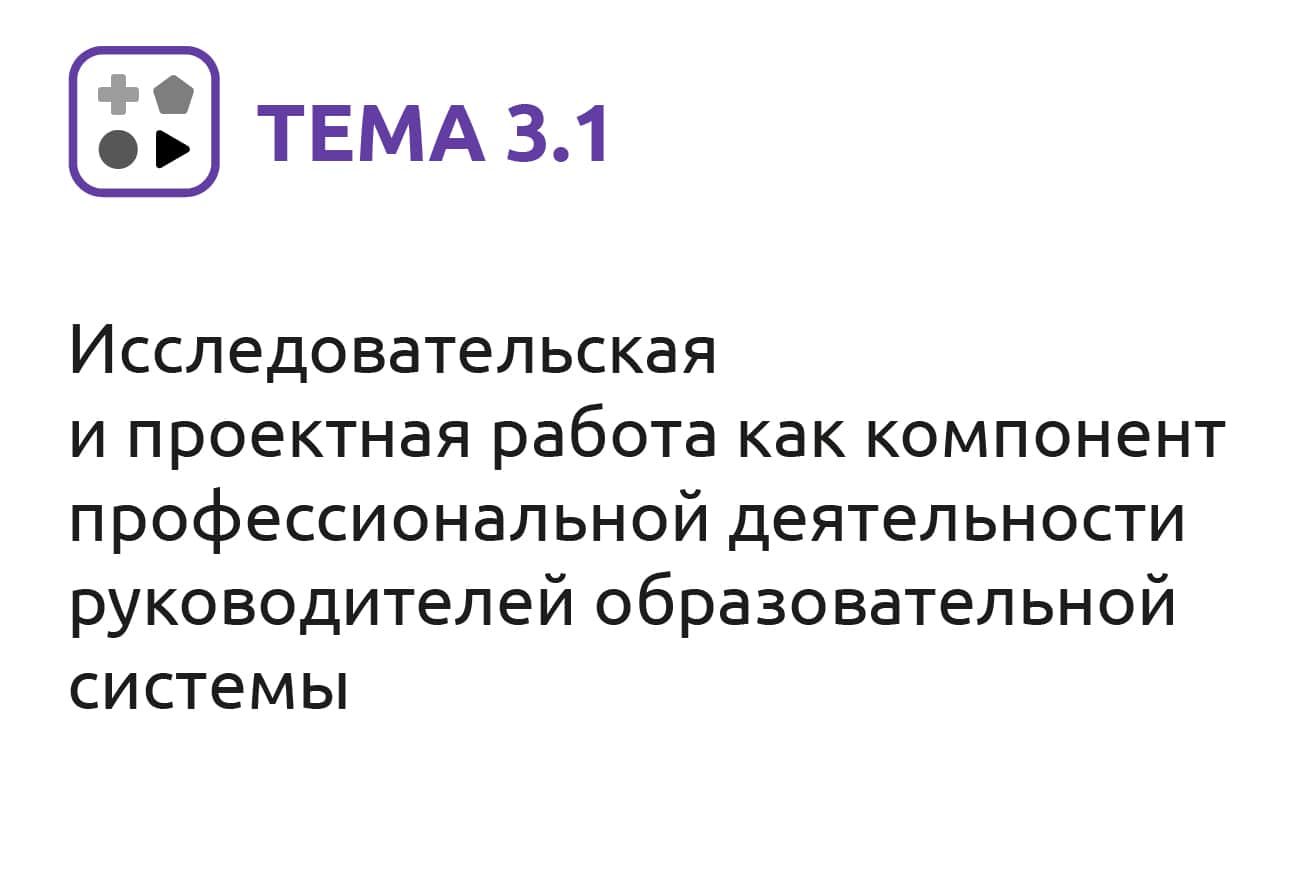 ТЕМА 3.1
Исследовательская
и проектная работа как компонент
профессиональной деятельности
руководителей образовательной
системы